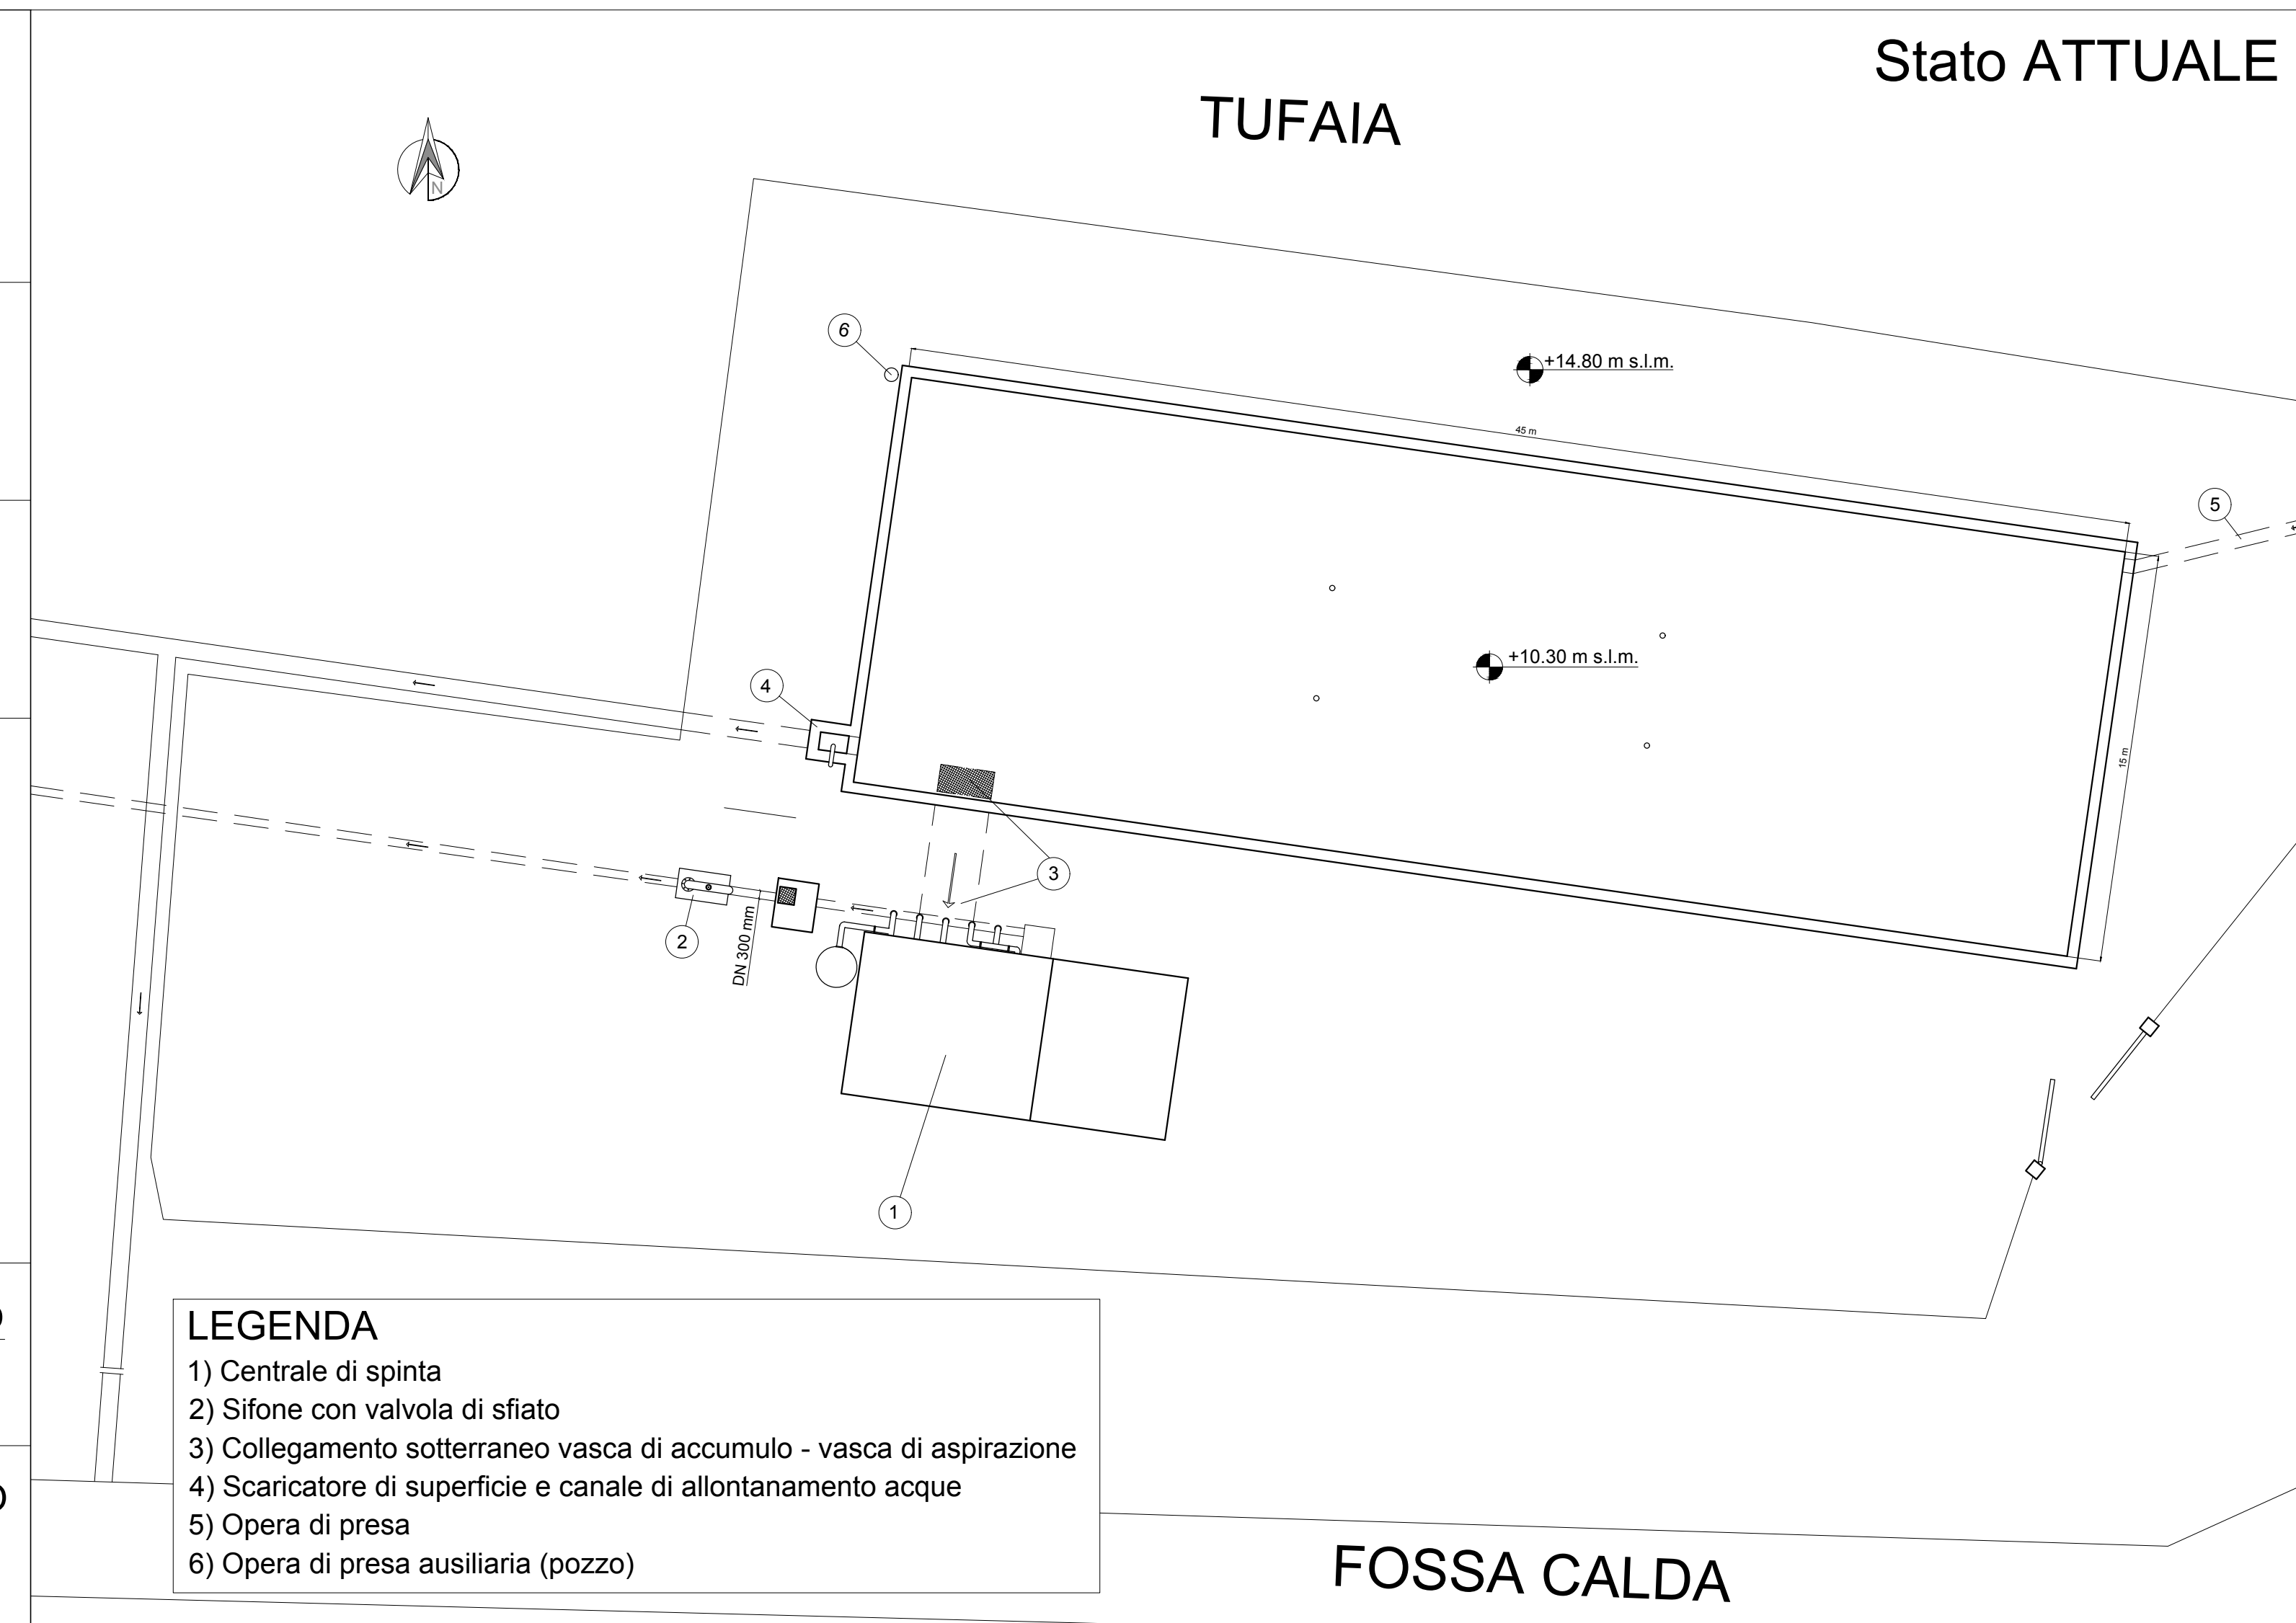 Stato ATTUALE
TUFAIA
N
6
+14.80 m s.l.m.
45 m
5
+10.30 m s.l.m.
4
15 m
3
2
DN 300 mm
1
LEGENDA
1) Centrale di spinta
2) Sifone con valvola di sfiato
3) Collegamento sotterraneo vasca di accumulo - vasca di aspirazione
4) Scaricatore di superficie e canale di allontanamento acque
5) Opera di presa
6) Opera di presa ausiliaria (pozzo)
FOSSA CALDA